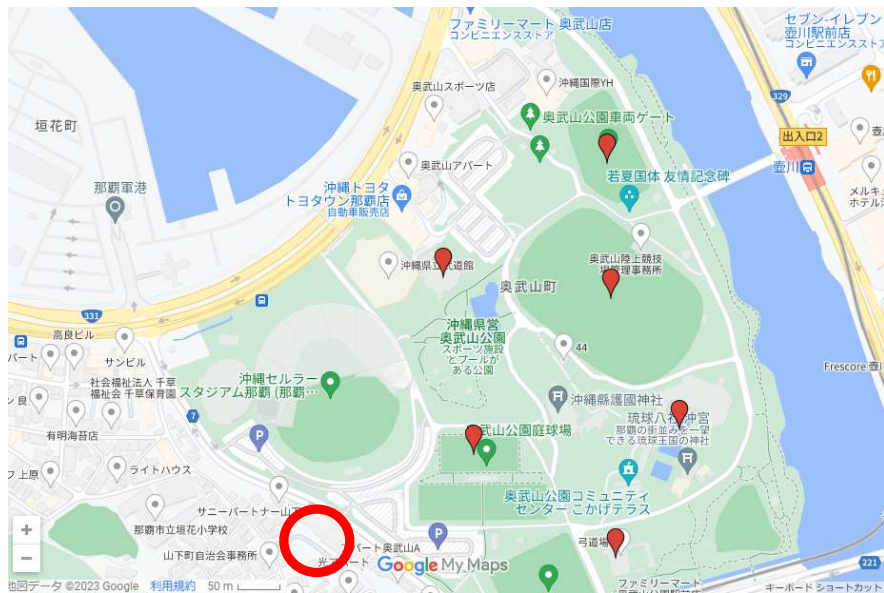 ファミリーマート 奥武山店
コンビニエンスストア
セブン-イレブン
壺川駅前店
コンビニエンスストア
奥武山スポーツ店
沖縄国際YH
329
垣花町
奥武山公園車両ゲート
出入口2
壺川
奥武山アパート
若夏国体 友情記念碑
那覇軍港
沖縄トヨタ
トヨタウン那覇店
自動車販売店
メルキ
ホテル
沖縄県立武道館
奥武山陸上競技
奥武山町
331
高良ビル
沖縄県営
奥武山公園
スポーツ施設
とプールが
ある公園
44
パート
サンビル
Frescore 壺
社会福祉法人 千草
福祉会 千草保育園
沖縄セルラー
スタジアム那覇 (那覇…
沖縄縣護國神社
7
琉球八社 沖宮
那覇の街並みを一望
できる琉球王国の神社
有明海苔店
武山公園庭球場
P
上原
ライトハウス
奥武山公園コミュニティ
センター こかげテラス
サニーパートナー山下
那覇市立垣花小学校
P
弓道場
山下町自治会事務所
パート奥武山A
Google My Maps
221
ファミリーマート
地図データ ©2023 Google
利用規約
50 m
キーボード ショートカット